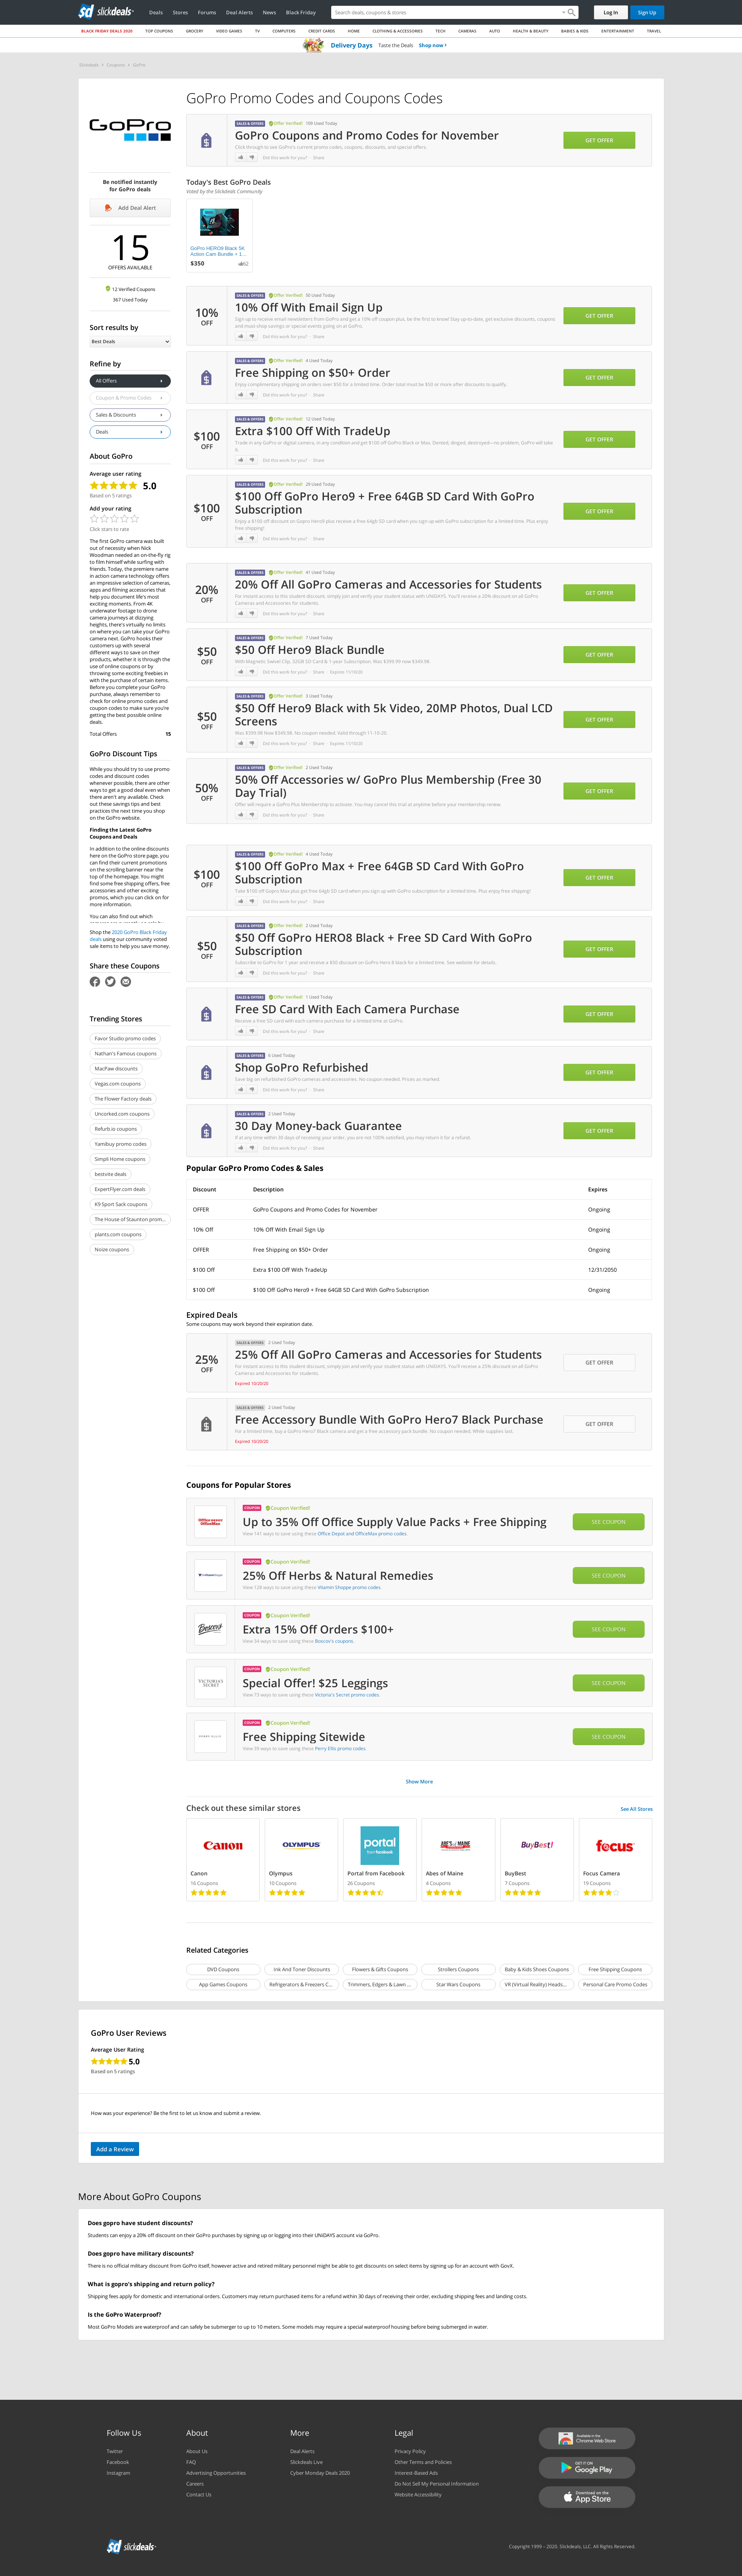 sd slickdeals
Deals Stores Forums Deal Alerts News Black Friday
Search deals, coupons & stores
Log In
Sign Up
BLACK FRIDAY DEALS 2020 TOP COUPONS GROCERY VIDEO GAMES TV COMPUTERS CREDIT CARDS HOME CLOTHING & ACCESSORIES TECH CAMERAS AUTO HEALTH & BEAUTY BABIES & KIDS ENTERTAINMENT TRAVEL
Delivery Days Taste the Deals Shop now ›
Slickdeals > Coupons > GoPro
GoPro Promo Codes and Coupons Codes
GoPro
Be notified instantly
for GoPro deals
Add Deal Alert
15
OFFERS AVAILABLE
12 Verified Coupons
367 Used Today
Sort results by
Best Deals
Refine by
All Offers
Coupon & Promo Codes
Sales & Discounts
Deals
About GoPro
Average user rating
5.0
Based on 5 ratings
Add your rating
Click stars to rate
The first GoPro camera was built
out of necessity when Nick
Woodman needed an on-the-fly rig
to film himself while surfing with
friends. Today, the premiere name
in action camera technology offers
an impressive selection of cameras,
apps and filming accessories that
help you document life's most
exciting moments. From 4K
underwater footage to drone
camera journeys at dizzying
heights, there's virtually no limits
on where you can take your GoPro
camera next. GoPro hooks their
customers up with several
different ways to save on their
products, whether it is through the
use of online coupons or by
throwing some exciting freebies in
with the purchase of certain items.
Before you complete your GoPro
purchase, always remember to
check for online promo codes and
coupon codes to make sure you're
getting the best possible online
deals.
Total Offers 15
GoPro Discount Tips
While you should try to use promo
codes and discount codes
whenever possible, there are other
ways to get a good deal even when
there aren't any available. Check
out these savings tips and best
practices the next time you shop
on the GoPro website.
Finding the Latest GoPro
Coupons and Deals
In addition to the online discounts
here on the GoPro store page, you
can find their current promotions
on the scrolling banner near the
top of the homepage. You might
find some free shipping offers, free
accessories and other exciting
promos, which you can click on for
more information.
You can also find out which
Shop the 2020 GoPro Black Friday
deals using our community voted
sale items to help you save money.
Share these Coupons
Trending Stores
Favor Studio promo codes
Nathan's Famous coupons
MacPaw discounts
Vegas.com coupons
The Flower Factory deals
Uncorked.com coupons
Refurb.io coupons
Yamibuy promo codes
Simpli Home coupons
bestvite deals
ExpertFlyer.com deals
K9 Sport Sack coupons
The House of Staunton prom...
plants.com coupons
Noize coupons
SALES & OFFERS Offer Verified! 109 Used Today
GoPro Coupons and Promo Codes for November
Click through to see GoPro's current promo codes, coupons, discounts, and special offers.
Did this work for you? · Share
GET OFFER
Today's Best GoPro Deals
Voted by the Slickdeals Community
GoPro HERO9 Black 5K
Action Cam Bundle + 1...
$350 52
10% OFF
SALES & OFFERS Offer Verified! 50 Used Today
10% Off With Email Sign Up
Sign up to receive email newsletters from GoPro and get a 10% off coupon plus, be the first to know! Stay up-to-date, get exclusive discounts, coupons
and must-shop savings or special events going on at GoPro.
Did this work for you? · Share
GET OFFER
SALES & OFFERS Offer Verified! 4 Used Today
Free Shipping on $50+ Order
Enjoy complimentary shipping on orders over $50 for a limited time. Order total must be $50 or more after discounts to qualify.
Did this work for you? · Share
GET OFFER
$100 OFF
SALES & OFFERS Offer Verified! 12 Used Today
Extra $100 Off With TradeUp
Trade in any GoPro or digital camera, in any condition and get $100 off GoPro Black or Max. Dented, dinged, destroyed—no problem. GoPro will take
it.
Did this work for you? · Share
GET OFFER
$100 OFF
SALES & OFFERS Offer Verified! 28 Used Today
$100 Off GoPro Hero9 + Free 64GB SD Card With GoPro
Subscription
Enjoy a $100 off discount on Gopro Hero9 plus receive a free 64gb SD card when you sign up with GoPro subscription for a limited time. Plus enjoy
free shipping!
Did this work for you? · Share
GET OFFER
20% OFF
SALES & OFFERS Offer Verified! 41 Used Today
20% Off All GoPro Cameras and Accessories for Students
For instant access to this student discount, simply join and verify your student status with UNiDAYS. You'll receive a 20% discount on all GoPro
Cameras and Accessories for students.
Did this work for you? · Share
GET OFFER
$50 OFF
SALES & OFFERS Offer Verified! 7 Used Today
$50 Off Hero9 Black Bundle
With Magnetic Swivel Clip, 32GB SD Card & 1-year Subscription. Was $399.99 now $349.98.
Did this work for you? · Share · Expires 11/10/20
GET OFFER
$50 OFF
SALES & OFFERS Offer Verified! 3 Used Today
$50 Off Hero9 Black with 5k Video, 20MP Photos, Dual LCD
Screens
Was $399.98 Now $349.98. No coupon needed. Valid through 11-10-20.
Did this work for you? · Share · Expires 11/10/20
GET OFFER
50% OFF
SALES & OFFERS Offer Verified! 2 Used Today
50% Off Accessories w/ GoPro Plus Membership (Free 30
Day Trial)
Offer will require a GoPro Plus Membership to activate. You may cancel this trial at anytime before your membership renew.
Did this work for you? · Share
GET OFFER
$100 OFF
SALES & OFFERS Offer Verified! 4 Used Today
$100 Off GoPro Max + Free 64GB SD Card With GoPro
Subscription
Take $100 off Gopro Max plus get free 64gb SD card when you sign up with GoPro subscription for a limited time. Plus enjoy free shipping!
Did this work for you? · Share
GET OFFER
$50 OFF
SALES & OFFERS Offer Verified! 2 Used Today
$50 Off GoPro HERO8 Black + Free SD Card With GoPro
Subscription
Subscribe to GoPro for 1 year and receive a $50 discount on GoPro Hero 8 black for a limited time. See website for details.
Did this work for you? · Share
GET OFFER
SALES & OFFERS Offer Verified! 1 Used Today
Free SD Card With Each Camera Purchase
Receive a free SD card with each camera purchase for a limited time at GoPro.
Did this work for you? · Share
GET OFFER
SALES & OFFERS 6 Used Today
Shop GoPro Refurbished
Save big on refurbished GoPro cameras and accessories. No coupon needed, Prices as marked.
Did this work for you? · Share
GET OFFER
SALES & OFFERS 2 Used Today
30 Day Money-back Guarantee
If at any time within 30 days of receiving your order, you are not 100% satisfied, you may return it for a refund.
Did this work for you? · Share
GET OFFER
Popular GoPro Promo Codes & Sales
Discount Description Expires
OFFER GoPro Coupons and Promo Codes for November Ongoing
10% Off 10% Off With Email Sign Up Ongoing
OFFER Free Shipping on $50+ Order Ongoing
$100 Off Extra $100 Off With TradeUp 12/31/2050
$100 Off $100 Off GoPro Hero9 + Free 64GB SD Card With GoPro Subscription Ongoing
Expired Deals
Some coupons may work beyond their expiration date.
25% OFF
SALES & OFFERS 2 Used Today
25% Off All GoPro Cameras and Accessories for Students
For instant access to this student discount, simply join and verify your student status with UNiDAYS. You'll receive a 25% discount on all GoPro
Cameras and Accessories for students.
Expired 10/20/20
GET OFFER
SALES & OFFERS 2 Used Today
Free Accessory Bundle With GoPro Hero7 Black Purchase
For a limited time, buy a GoPro Hero7 Black camera and get a free accessory pack bundle. No coupon needed. While supplies last.
Expired 10/20/20
GET OFFER
Coupons for Popular Stores
Office DEPOT OfficeMax
COUPON Coupon Verified!
Up to 35% Off Office Supply Value Packs + Free Shipping
View 141 ways to save using these Office Depot and OfficeMax promo codes.
SEE COUPON
COUPON Coupon Verified!
25% Off Herbs & Natural Remedies
View 128 ways to save using these Vitamin Shoppe promo codes.
SEE COUPON
Boscov's
COUPON Coupon Verified!
Extra 15% Off Orders $100+
View 34 ways to save using these Boscov's coupons.
SEE COUPON
VICTORIA'S SECRET
COUPON Coupon Verified!
Special Offer! $25 Leggings
View 73 ways to save using these Victoria's Secret promo codes.
SEE COUPON
PERRY ELLIS
COUPON Coupon Verified!
Free Shipping Sitewide
View 30 ways to save using these Perry Ellis promo codes.
SEE COUPON
Show More
Check out these similar stores
See All Stores
Canon OLYMPUS portal from facebook ABE'S of MAINE BuyBest! focus
Canon Olympus Portal from Facebook Abes of Maine BuyBest Focus Camera
16 Coupons 10 Coupons 26 Coupons 4 Coupons 7 Coupons 19 Coupons
Related Categories
DVD Coupons Ink And Toner Discounts Flowers & Gifts Coupons Strollers Coupons Baby & Kids Shoes Coupons Free Shipping Coupons
App Games Coupons Refrigerators & Freezers C... Trimmers, Edgers & Lawn ... Star Wars Coupons VR (Virtual Reality) Heads... Personal Care Promo Codes
GoPro User Reviews
Average User Rating
5.0
Based on 5 ratings
How was your experience? Be the first to let us know and submit a review.
Add a Review
More About GoPro Coupons
Does gopro have student discounts?
Students can enjoy a 20% off discount on their GoPro purchases by signing up or logging into their UNiDAYS account via GoPro.
Does gopro have military discounts?
There is no official military discount from GoPro itself, however active and retired military personnel might be able to get discounts on select items by signing up for an account with GovX.
What is gopro's shipping and return policy?
Shipping fees apply for domestic and international orders. Customers may return purchased items for a refund within 30 days of receiving their order, excluding shipping fees and landing costs.
Is the GoPro Waterproof?
Most GoPro Models are waterproof and can safely be submerger to up to 10 meters. Some models may require a special waterproof housing before being submerged in water.
Follow Us About More Legal
Twitter About Us Deal Alerts Privacy Policy
Facebook FAQ Slickdeals Live Other Terms and Policies
Instagram Advertising Opportunities Cyber Monday Deals 2020 Interest-Based Ads
Careers Do Not Sell My Personal Information
Contact Us Website Accessibility
Available in the Chrome Web Store
GET IT ON Google Play
Download on the App Store
sd slickdeals
Copyright 1999 – 2020. Slickdeals, LLC. All Rights Reserved.